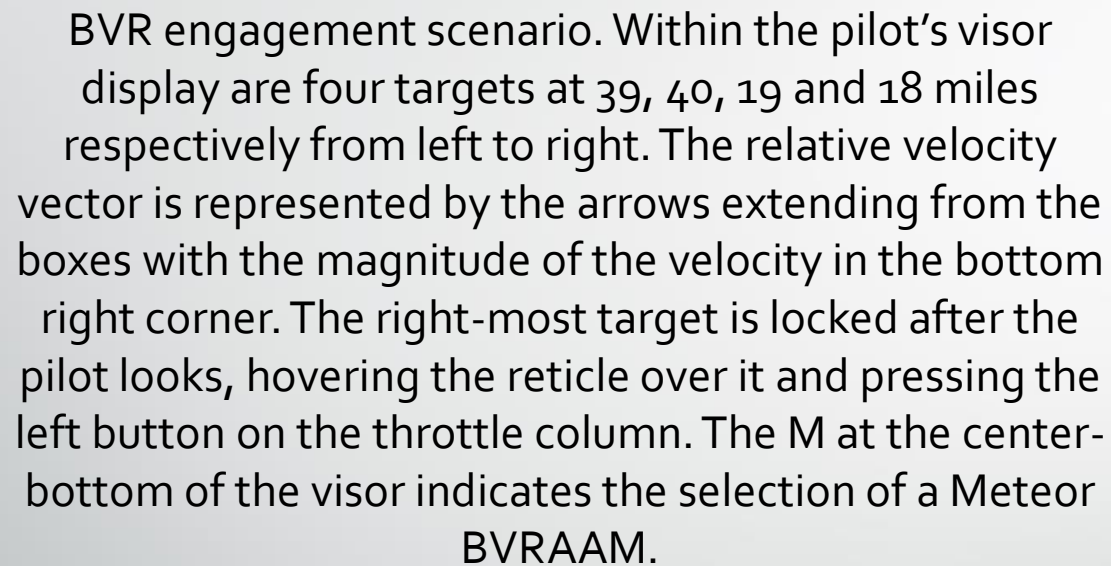 BVR engagement scenario. Within the pilot’s visor
display are four targets at 39, 40, 19 and 18 miles
respectively from left to right. The relative velocity
vector is represented by the arrows extending from the
boxes with the magnitude of the velocity in the bottom
right corner. The right-most target is locked after the
pilot looks, hovering the reticle over it and pressing the
left button on the throttle column. The M at the center-
bottom of the visor indicates the selection of a Meteor
BVRAAM.